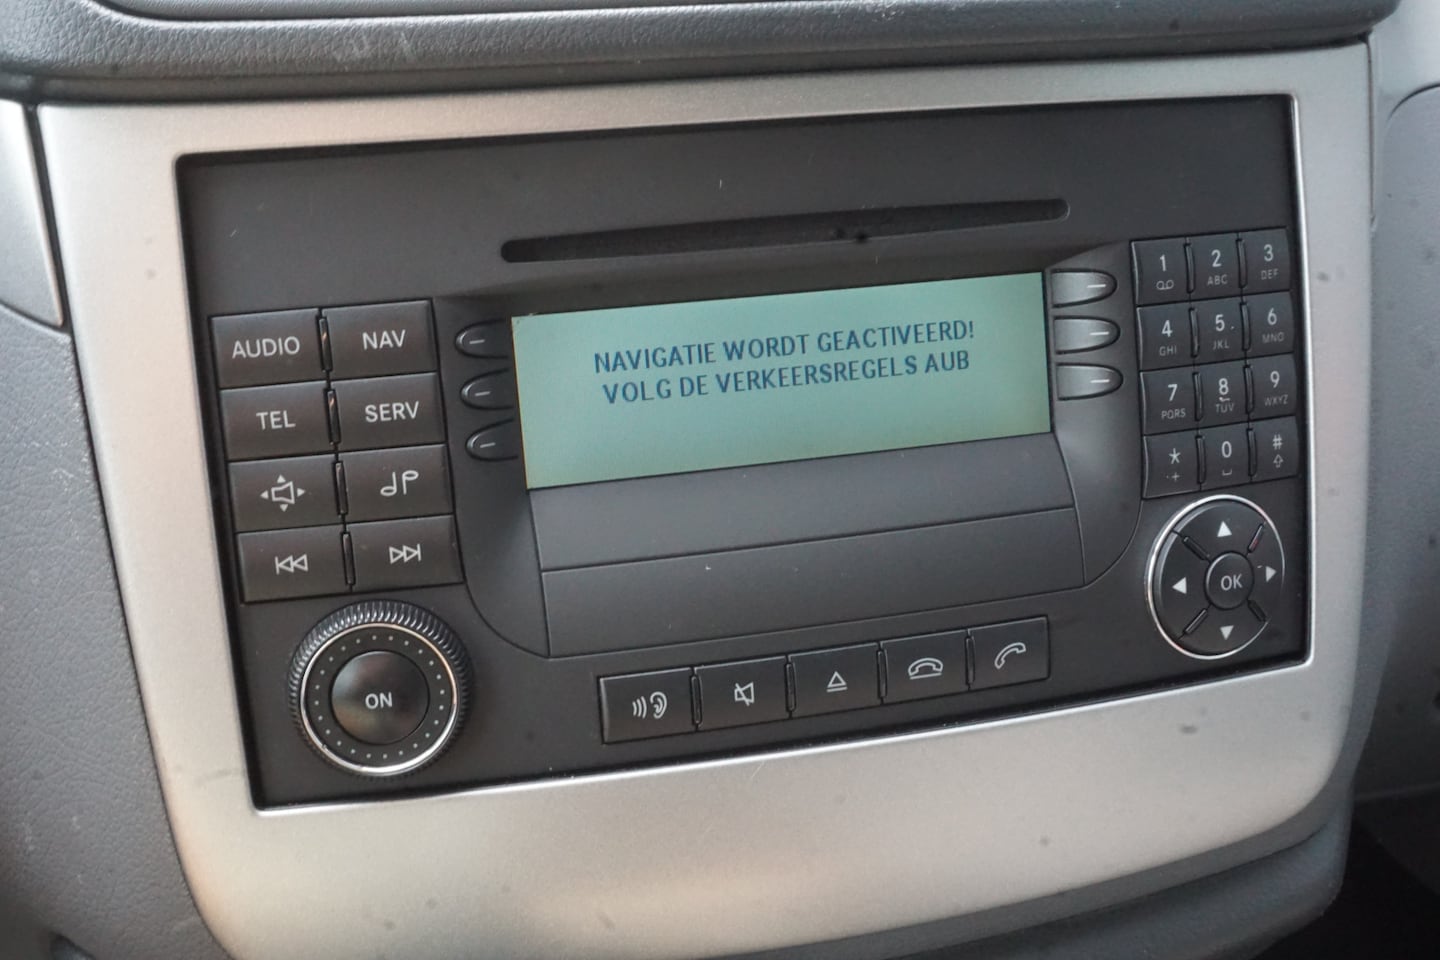 NAVIGATIE WORDT GEACTIVEERD!
VOLG DE VERKEERSREGELS AUB
AUDIO NAV
TEL SERV
ON
1 2 ABC 3 DEF
4 GHI 5 JKL 6 MNO
7 PQRS 8 TUV 9 WXYZ
* + 0 #
OK